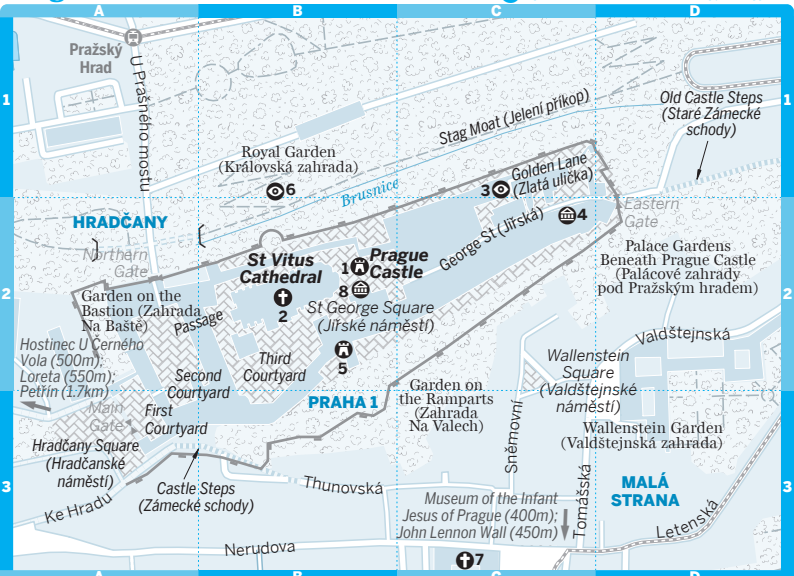 A
B
C
D
1
2
3
1
2
3
A
B
C
D
Pražský
Hrad
U Prašného mostu
Royal Garden
(Královská zahrada)
6
Brusnice
Stag Moat (Jelení příkop)
Old Castle Steps
(Staré Zámecké
schody)
Golden Lane
(Zlatá ulička)
3
4
Eastern
Gate
HRADČANY
Northern
Gate
St Vitus
Cathedral
2
1
Prague
Castle
8
George St (Jiřská)
St George Square
(Jiřské náměstí)
5
Palace Gardens
Beneath Prague Castle
(Palácové zahrady
pod Pražským hradem)
Garden on the
Bastion (Zahrada
Na Baště)
Passage
Hostinec U Černého
Vola (500m);
Loreta (550m);
Petřín (1.7km)
Second
Courtyard
Third
Courtyard
Valdštejnská
Wallenstein
Square
(Valdštejnské
náměstí)
Main
Gate
First
Courtyard
PRAHA 1
Garden on
the Ramparts
(Zahrada
Na Valech)
Sněmovní
Wallenstein Garden
(Valdštejnská zahrada)
Hradčany Square
(Hradčanské
náměstí)
Ke Hradu
Castle Steps
(Zámecké schody)
Thunovská
Tomášská
MALÁ
STRANA
Letenská
Museum of the Infant
Jesus of Prague (400m);
John Lennon Wall (450m)
Nerudova
7